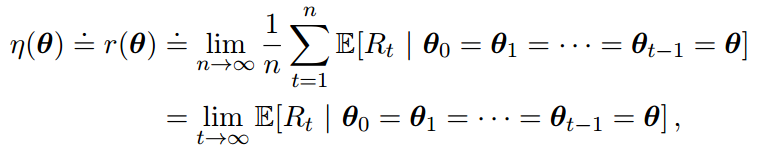 η(θ) ≐ r(θ) ≐ lim_{n→∞} 1/n ∑_{t=1}^{n} 𝔼[R_t | θ_0 = θ_1 = ⋯ = θ_{t−1} = θ]
= lim_{t→∞} 𝔼[R_t | θ_0 = θ_1 = ⋯ = θ_{t−1} = θ] ,